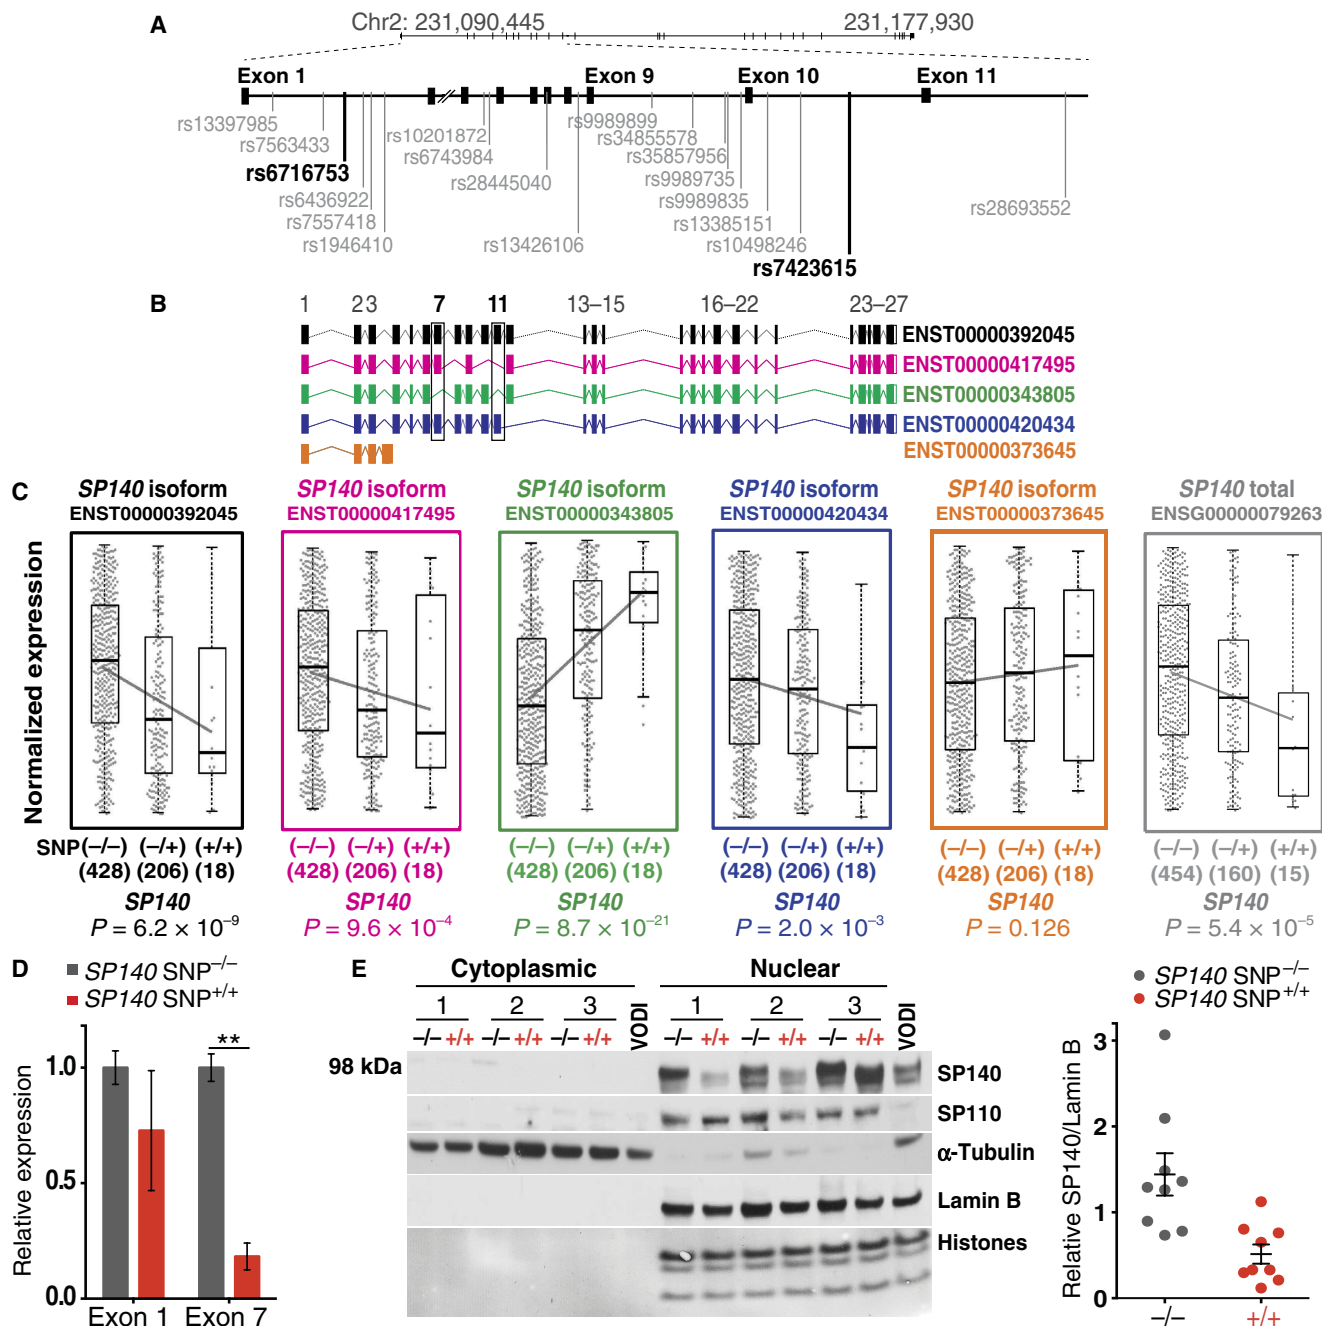 A
Chr2: 231,090,445 231,177,930
Exon 1 Exon 9 Exon 10 Exon 11
rs13397985
rs7563433
rs6716753
rs6436922
rs7557418
rs1946410
rs10201872
rs6743984
rs28445040
rs13426106
rs9989899
rs34855578
rs35857956
rs9989735
rs9989835
rs13385151
rs10498246
rs7423615
rs28693552
B
1 2 3 7 11 13–15 16–22 23–27
ENST00000392045
ENST00000417495
ENST00000343805
ENST00000420434
ENST00000373645
C
Normalized expression
SP140 isoform
ENST00000392045
SP140 isoform
ENST00000417495
SP140 isoform
ENST00000343805
SP140 isoform
ENST00000420434
SP140 isoform
ENST00000373645
SP140 total
ENSG00000079263
SNP (–/–) (–/+) (+/+)
(428) (206) (18)
SP140
P = 6.2 × 10–9
(–/–) (–/+) (+/+)
(428) (206) (18)
SP140
P = 9.6 × 10–4
(–/–) (–/+) (+/+)
(428) (206) (18)
SP140
P = 8.7 × 10–21
(–/–) (–/+) (+/+)
(428) (206) (18)
SP140
P = 2.0 × 10–3
(–/–) (–/+) (+/+)
(428) (206) (18)
SP140
P = 0.126
(–/–) (–/+) (+/+)
(454) (160) (15)
SP140
P = 5.4 × 10–5
D
SP140 SNP–/–
SP140 SNP+/+
Relative expression
1.0
0.5
0.0
**
Exon 1 Exon 7
E
Cytoplasmic Nuclear
1 2 3 VODI 1 2 3 VODI
–/– +/+ –/– +/+ –/– +/+ –/– +/+ –/– +/+ –/– +/+
98 kDa
SP140
SP110
α-Tubulin
Lamin B
Histones
SP140 SNP–/–
SP140 SNP+/+
Relative SP140/Lamin B
3
2
1
0
–/– +/+